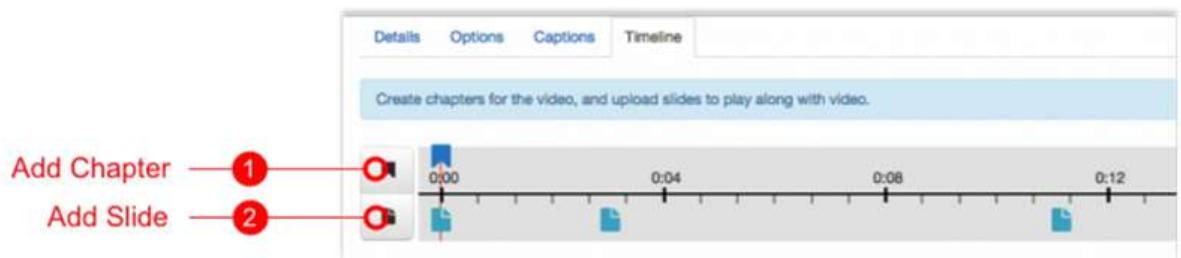 Details Options Captions Timeline
Create chapters for the video, and upload slides to play along with video.
Add Chapter 1
0:00 0:04 0:08 0:12
Add Slide 2